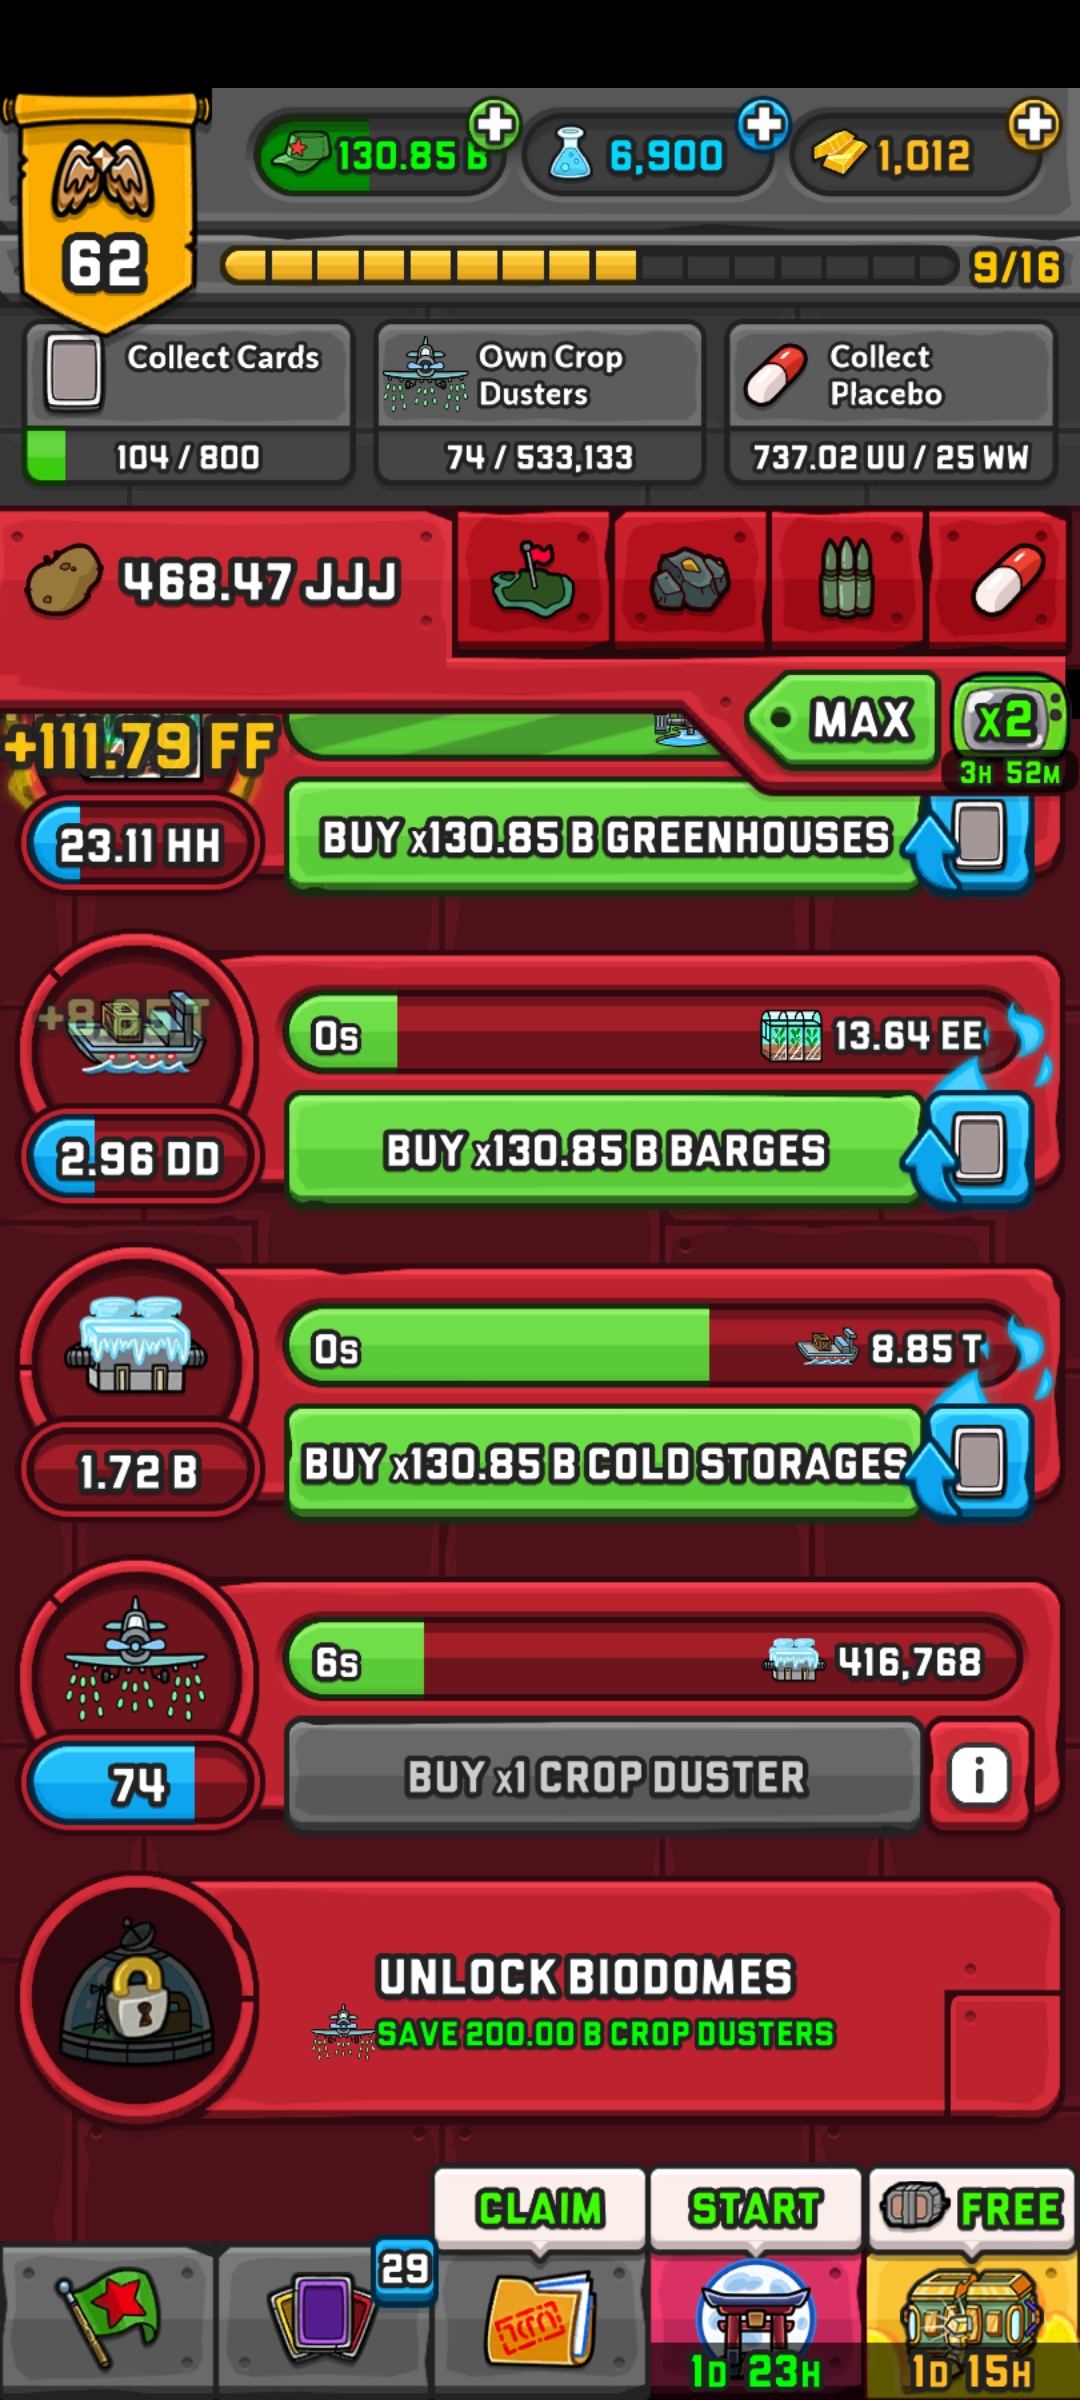 130.85 B
6,900
1,012
62
9/16
Collect Cards
104 / 800
Own Crop
Dusters
74 / 533,133
Collect
Placebo
737.02 UU / 25 WW
468.47 JJJ
MAX
x2
3H 52M
+111.79 FF
23.11 HH
BUY x130.85 B GREENHOUSES
+8.85 T
0s
13.64 EE
2.96 DD
BUY x130.85 B BARGES
0s
8.85 T
1.72 B
BUY x130.85 B COLD STORAGES
6s
416,768
74
BUY x1 CROP DUSTER
i
UNLOCK BIODOMES
SAVE 200.00 B CROP DUSTERS
CLAIM
START
FREE
29
1D 23H
1D 15H